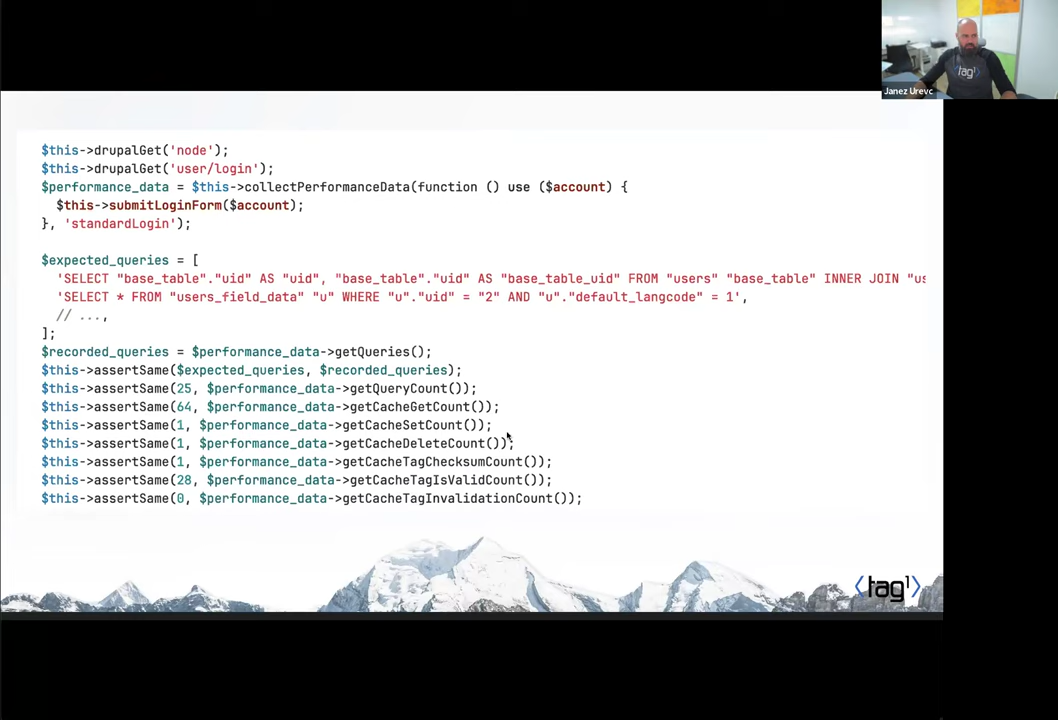 tag1
Janez Urevc
$this->drupalGet('node');
$this->drupalGet('user/login');
$performance_data = $this->collectPerformanceData(function () use ($account) {
$this->submitLoginForm($account);
}, 'standardLogin');
$expected_queries = [
'SELECT "base_table"."uid" AS "uid", "base_table"."uid" AS "base_table_uid" FROM "users" "base_table" INNER JOIN "us
'SELECT * FROM "users_field_data" "u" WHERE "u"."uid" = "2" AND "u"."default_langcode" = 1',
// ...,
];
$recorded_queries = $performance_data->getQueries();
$this->assertSame($expected_queries, $recorded_queries);
$this->assertSame(25, $performance_data->getQueryCount());
$this->assertSame(64, $performance_data->getCacheGetCount());
$this->assertSame(1, $performance_data->getCacheSetCount());
$this->assertSame(1, $performance_data->getCacheDeleteCount());
$this->assertSame(1, $performance_data->getCacheTagChecksumCount());
$this->assertSame(28, $performance_data->getCacheTagIsValidCount());
$this->assertSame(0, $performance_data->getCacheTagInvalidationCount());
<tag1>